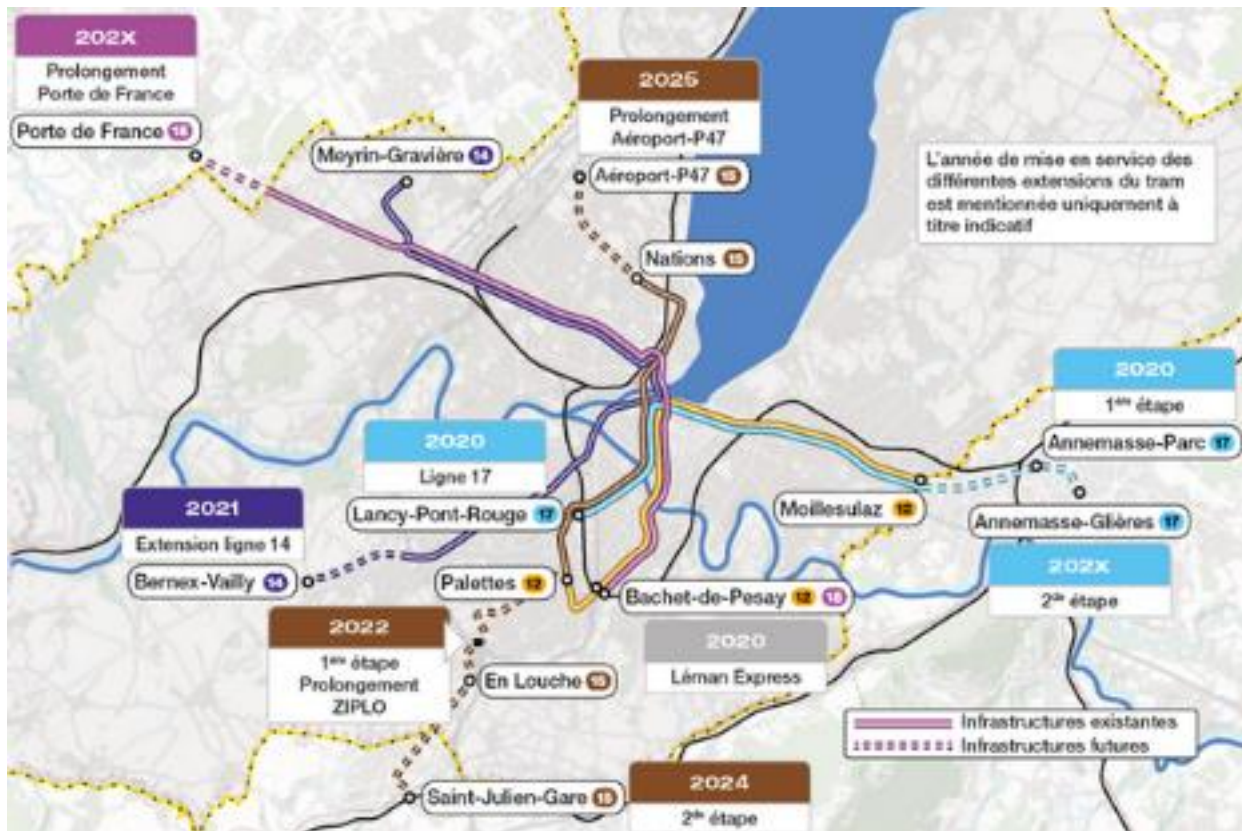 202X
Prolongement
Porte de France
Porte de France 18
Meyrin-Gravière 14
2025
Prolongement
Aéroport-P47
Aéroport-P47 15
Nations 15
L'année de mise en service des
différentes extensions du tram
est mentionnée uniquement à
titre indicatif
2020
1ère étape
Annemasse-Parc 17
2020
Ligne 17
Lancy-Pont-Rouge 17
Moillesulaz 12
Annemasse-Glières 17
202X
2de étape
2021
Extension ligne 14
Bernex-Vailly 14
Palettes 12
Bachet-de-Pesay 12 18
2022
1ère étape
Prolongement
ZIPLO
En Louche 15
2020
Léman Express
Infrastructures existantes
Infrastructures futures
Saint-Julien-Gare 15
2024
2de étape